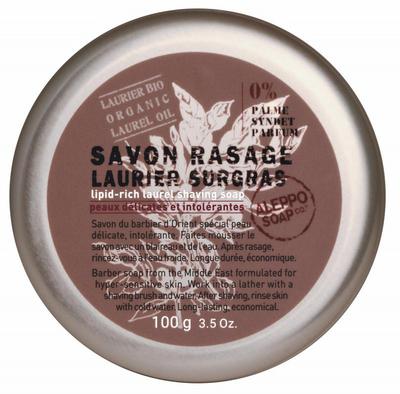 LAURIER BIO
ORGANIC
LAUREL OIL
0%
PALME
SYNDET
PARFUM
SAVON RASAGE
LAURIER SURGRAS
lipid-rich laurel shaving soap
peaux délicates et intolérantes
ALEPPO
SOAP CO.
Savon du barbier d'Orient spécial peau
délicate, intolérante. Faites mousser le
savon avec un blaireau et de l'eau. Après rasage,
rincez-vous à l'eau froide. Longue durée, économique.
Barber soap from the Middle East formulated for
hyper-sensitive skin. Work into a lather with a
shaving brush and water. After shaving, rinse skin
with cold water. Long-lasting, economical.
100 g 3.5 Oz.